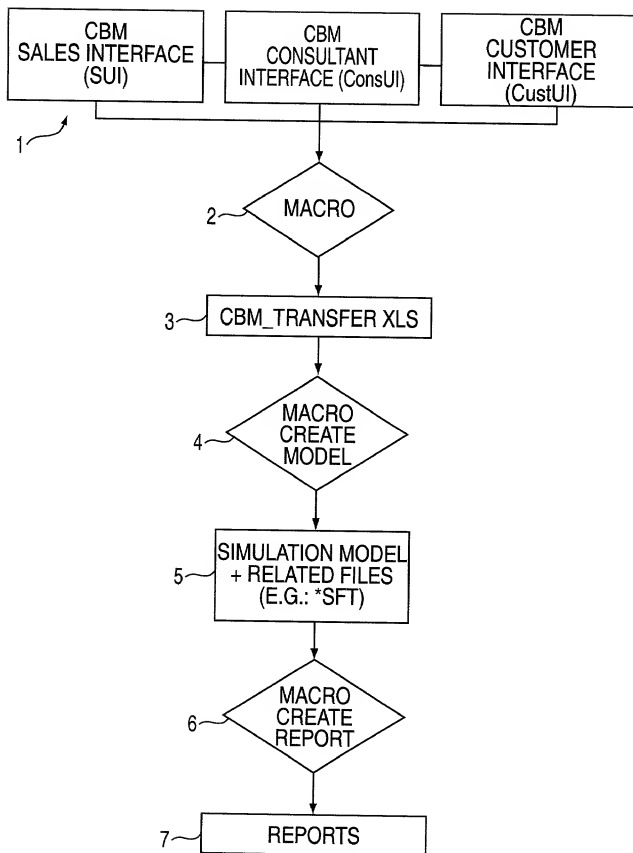 CBM
SALES INTERFACE
(SUI)
CBM
CONSULTANT
INTERFACE (ConsUI)
CBM
CUSTOMER
INTERFACE
(CustUI)
1
2
MACRO
3
CBM_TRANSFER XLS
4
MACRO
CREATE
MODEL
5
SIMULATION MODEL
+ RELATED FILES
(E.G.: *SFT)
6
MACRO
CREATE
REPORT
7
REPORTS